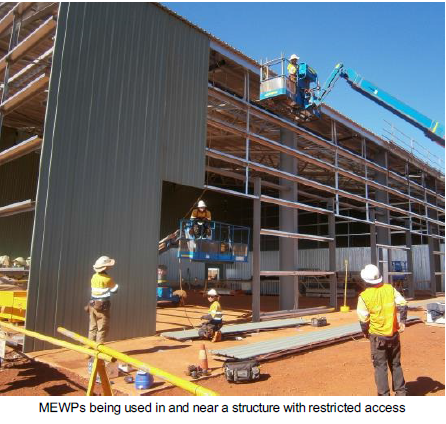 MEWPs being used in and near a structure with restricted access